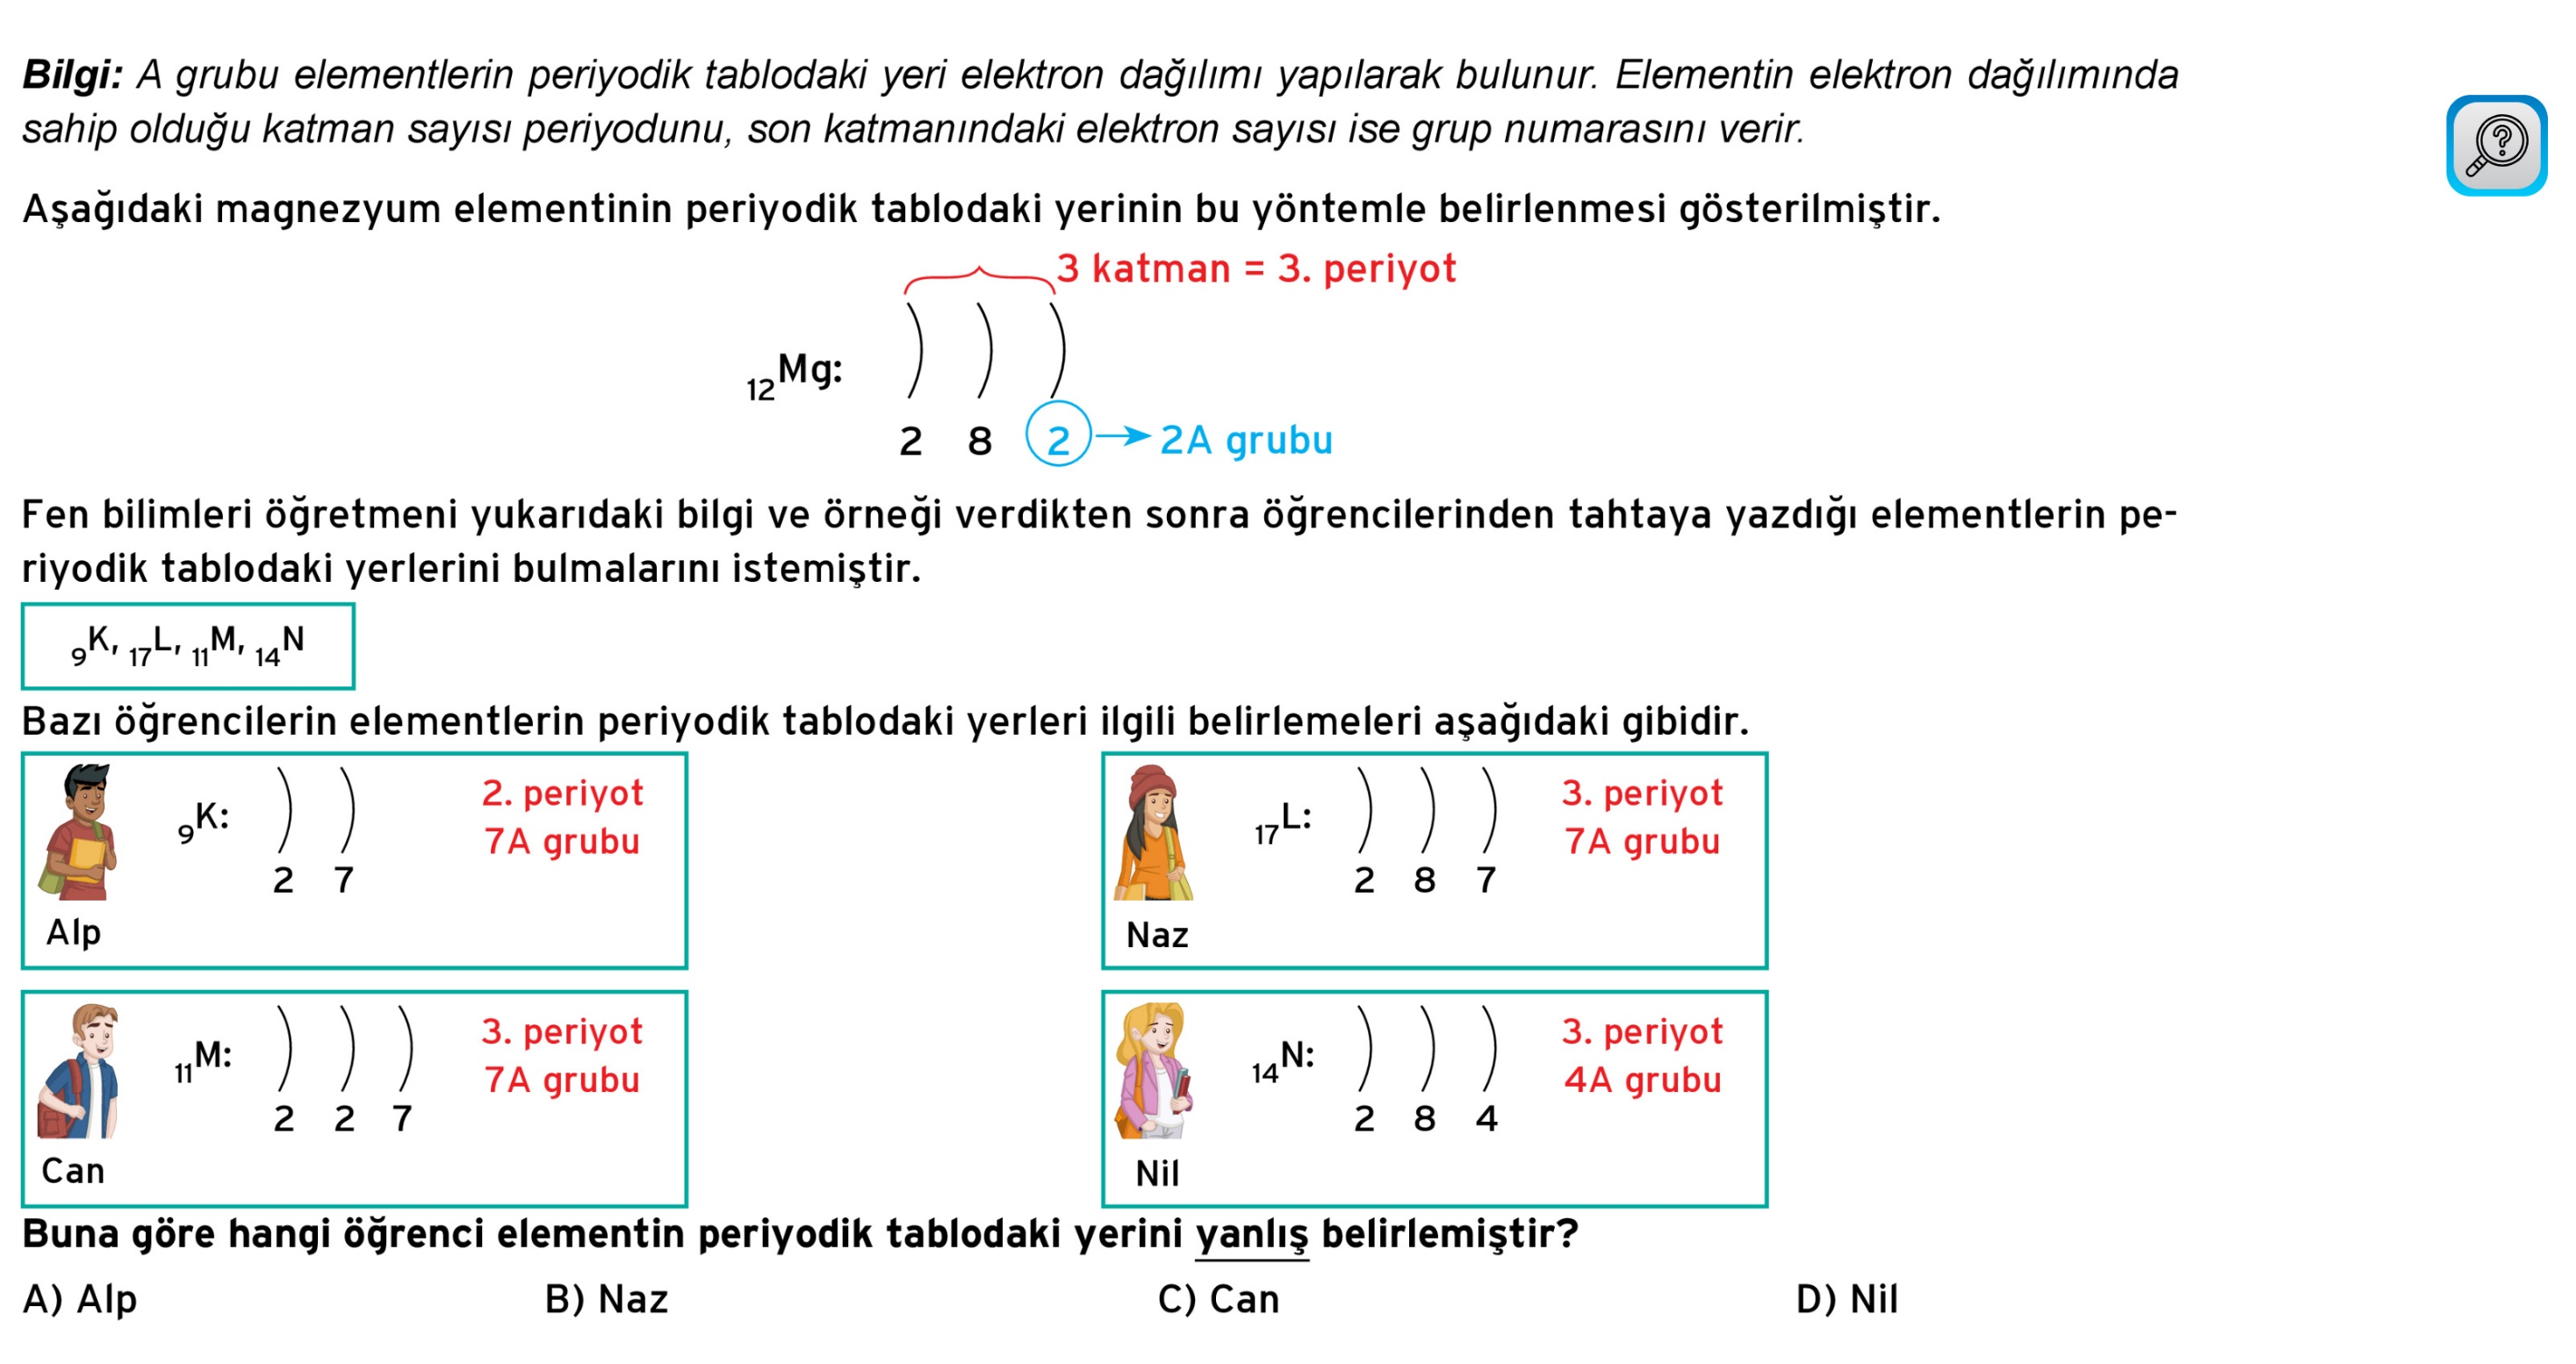 Bilgi: A grubu elementlerin periyodik tablodaki yeri elektron dağılımı yapılarak bulunur. Elementin elektron dağılımında
sahip olduğu katman sayısı periyodunu, son katmanındaki elektron sayısı ise grup numarasını verir.
Aşağıdaki magnezyum elementinin periyodik tablodaki yerinin bu yöntemle belirlenmesi gösterilmiştir.
3 katman = 3. periyot
12Mg:
2 8 2 → 2A grubu
Fen bilimleri öğretmeni yukarıdaki bilgi ve örneği verdikten sonra öğrencilerinden tahtaya yazdığı elementlerin pe-
riyodik tablodaki yerlerini bulmalarını istemiştir.
9K, 17L, 11M, 14N
Bazı öğrencilerin elementlerin periyodik tablodaki yerleri ilgili belirlemeleri aşağıdaki gibidir.
9K:
2 7
2. periyot
7A grubu
Alp
17L:
2 8 7
3. periyot
7A grubu
Naz
11M:
2 2 7
3. periyot
7A grubu
Can
14N:
2 8 4
3. periyot
4A grubu
Nil
Buna göre hangi öğrenci elementin periyodik tablodaki yerini yanlış belirlemiştir?
A) Alp B) Naz C) Can D) Nil